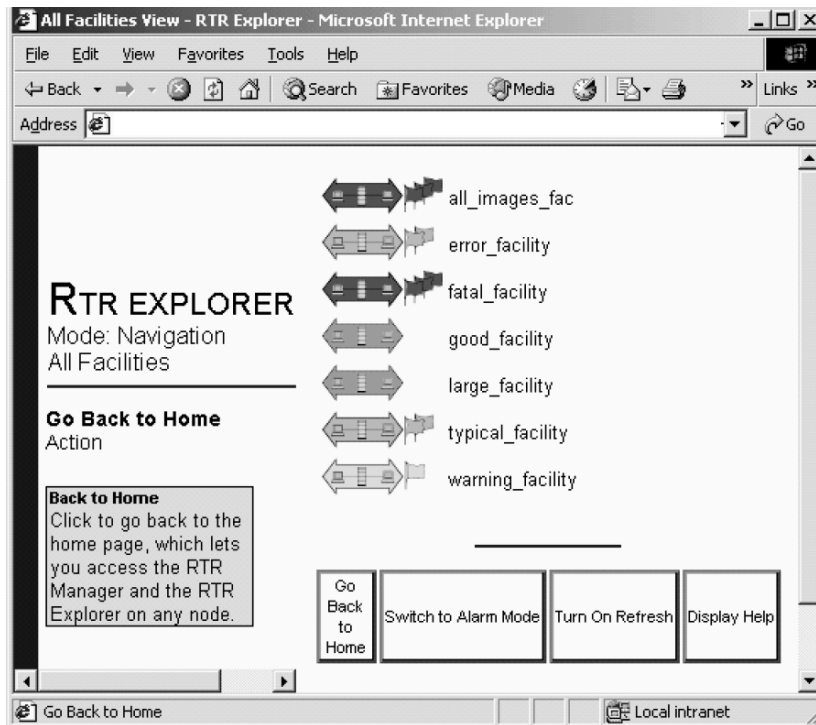 All Facilities View - RTR Explorer - Microsoft Internet Explorer
File Edit View Favorites Tools Help
Back Search Favorites Media » Links »
Address Go
all_images_fac
error_facility
fatal_facility
good_facility
large_facility
typical_facility
warning_facility
RTR EXPLORER
Mode: Navigation
All Facilities
Go Back to Home
Action
Back to Home
Click to go back to the
home page, which lets
you access the RTR
Manager and the RTR
Explorer on any node.
Go
Back
to
Home
Switch to Alarm Mode
Turn On Refresh
Display Help
Go Back to Home
Local intranet